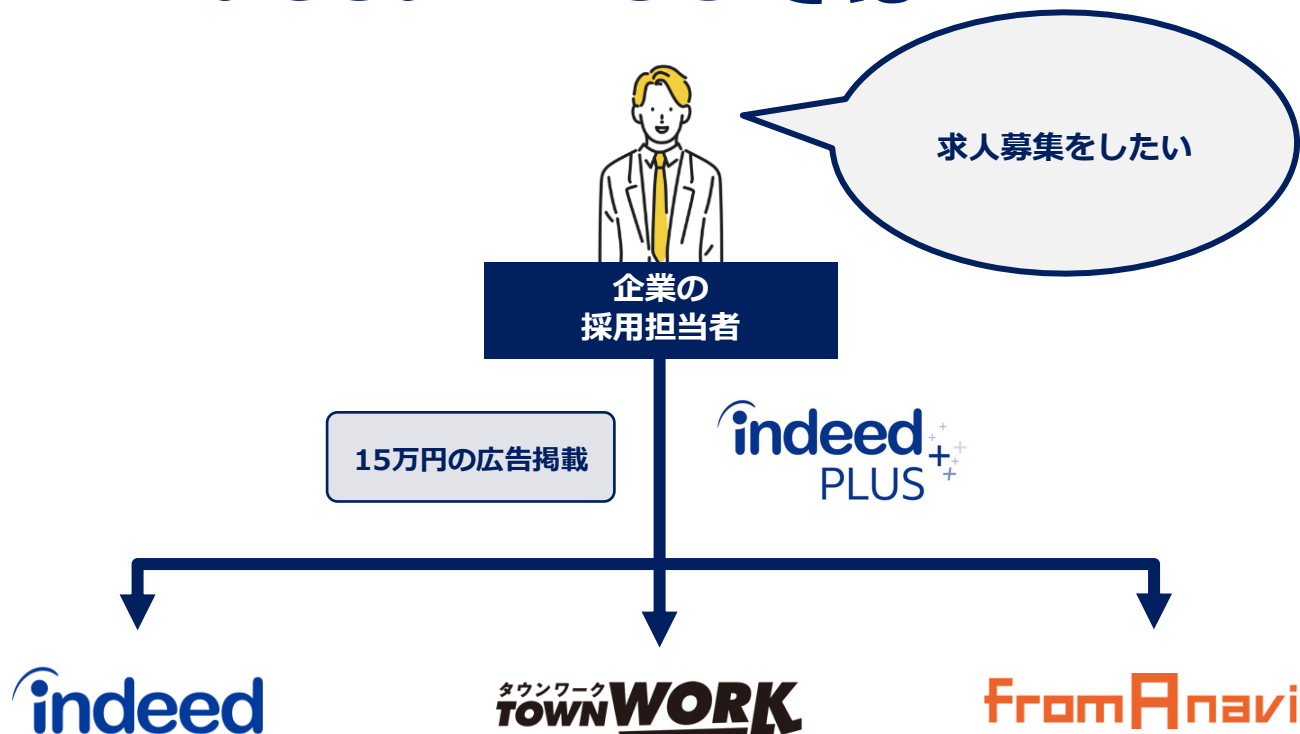 求人募集をしたい
企業の
採用担当者
15万円の広告掲載
indeed
PLUS
indeed
タウンワーク
TOWNWORK
fromAnavi